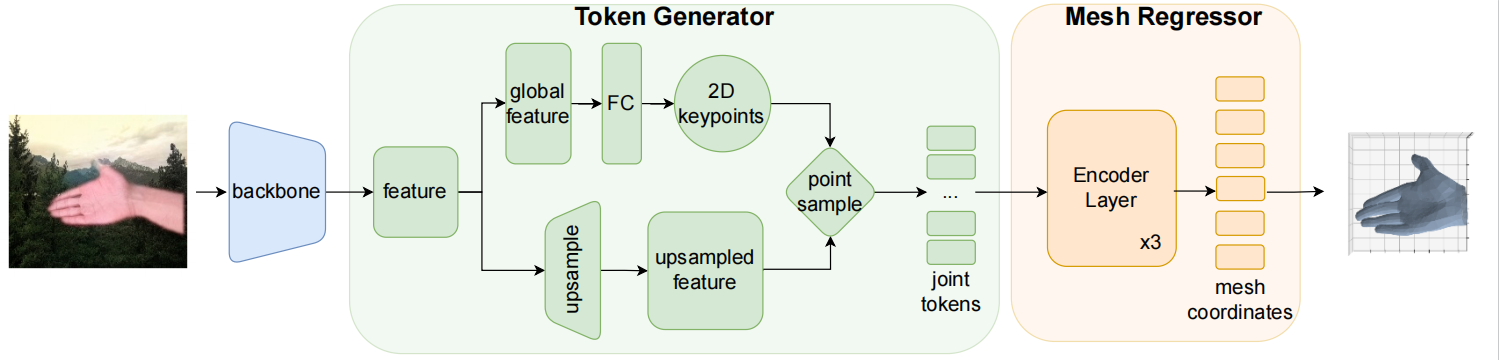 Token Generator
Mesh Regressor
backbone
feature
global
feature
FC
2D
keypoints
upsample
upsampled
feature
point
sample
...
joint
tokens
Encoder
Layer
x3
mesh
coordinates